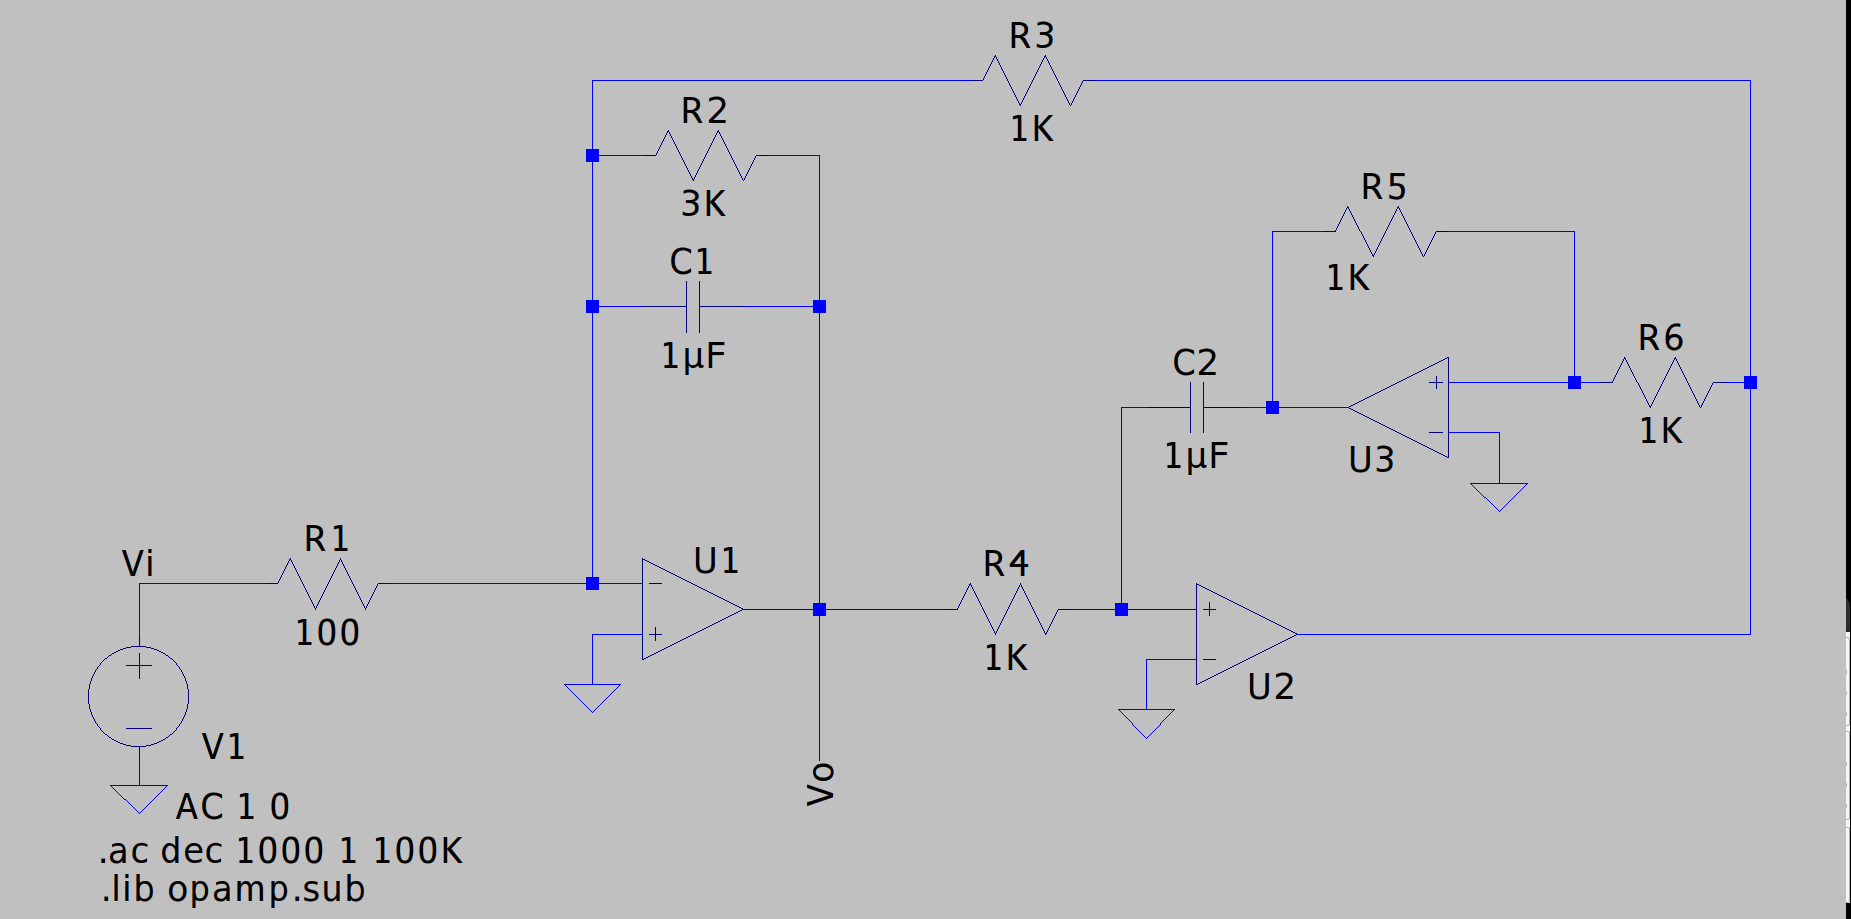 R3
1K
R2
3K
C1
1µF
R5
1K
R6
1K
C2
1µF
U3
Vi
R1
100
U1
R4
1K
U2
V1
Vo
AC 1 0
.ac dec 1000 1 100K
.lib opamp.sub